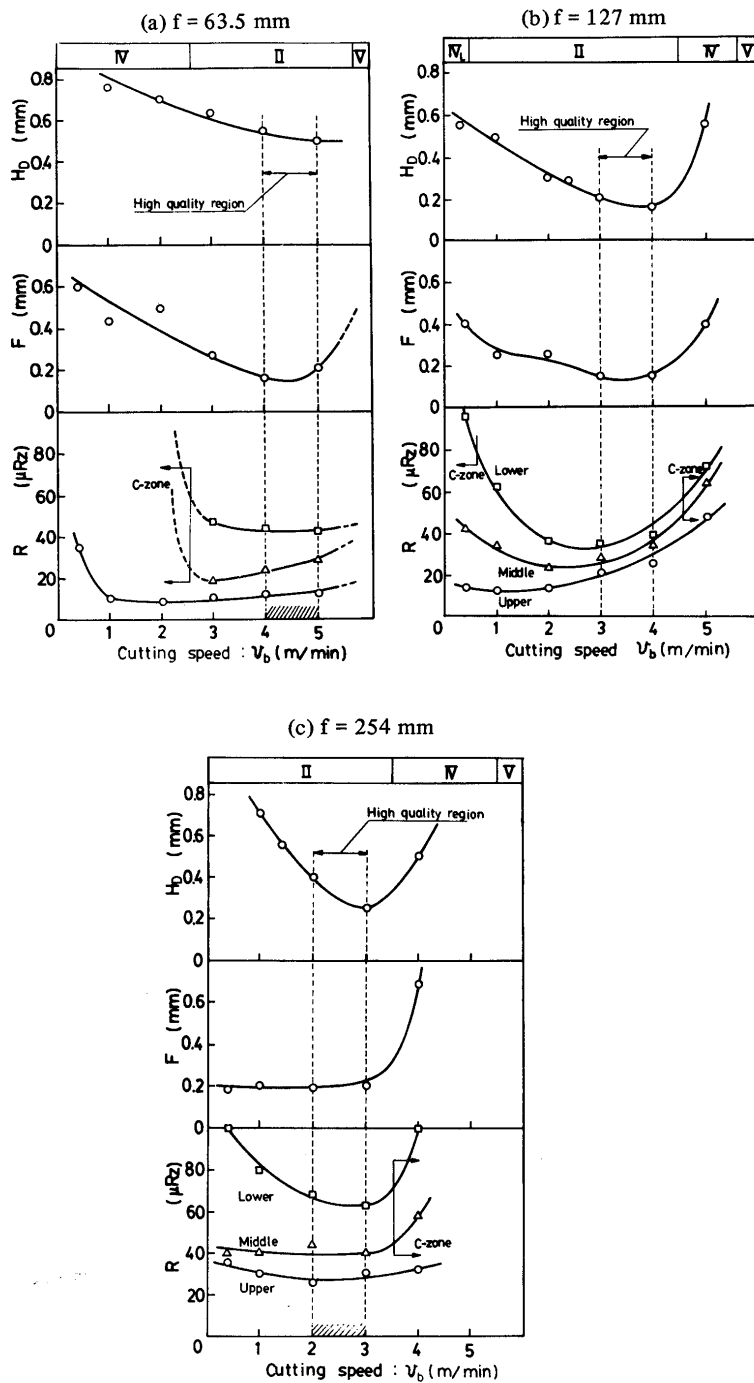 (a) f = 63.5 mm
IV II V
H_D (mm)
0.8
0.6
0.4
0.2
0
High quality region
F (mm)
0.6
0.4
0.2
0
R (μRz)
80
60
40
20
C-zone
0 1 2 3 4 5
Cutting speed : υ_b (m/min)
(b) f = 127 mm
IV_L II IV V
H_D (mm)
0.8
0.6
0.4
0.2
0
High quality region
F (mm)
0.6
0.4
0.2
0
R (μRz)
80
60
40
20
C-zone
Lower
C-zone
Middle
Upper
0 1 2 3 4 5
Cutting speed υ_b (m/min)
(c) f = 254 mm
II IV V
H_D (mm)
0.8
0.6
0.4
0.2
0
High quality region
F (mm)
0.6
0.4
0.2
0
R (μRz)
80
60
40
20
0
Lower
Middle
C-zone
Upper
0 1 2 3 4 5
Cutting speed : υ_b (m/min)